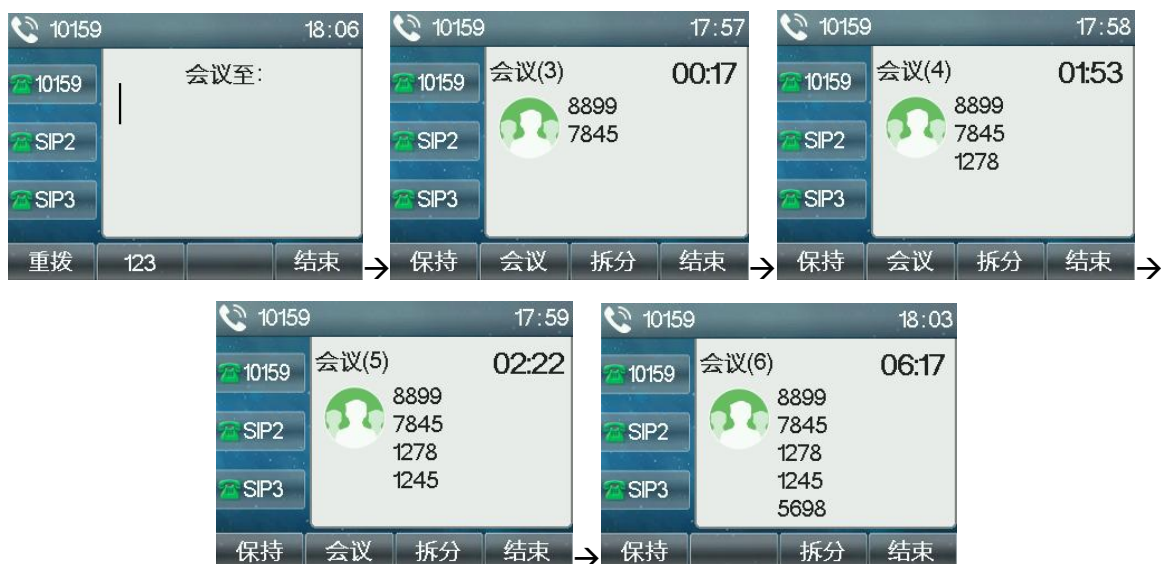 10159 18:06
10159
会议至:
SIP2
SIP3
重拨 123 结束
→
10159 17:57
10159
会议(3) 00:17
8899
7845
SIP2
SIP3
保持 会议 拆分 结束
→
10159 17:58
10159
会议(4) 01:53
8899
7845
1278
SIP2
SIP3
保持 会议 拆分 结束
→
10159 17:59
10159
会议(5) 02:22
8899
7845
1278
1245
SIP2
SIP3
保持 会议 拆分 结束
→
10159 18:03
10159
会议(6) 06:17
8899
7845
1278
1245
5698
SIP2
SIP3
保持 拆分 结束